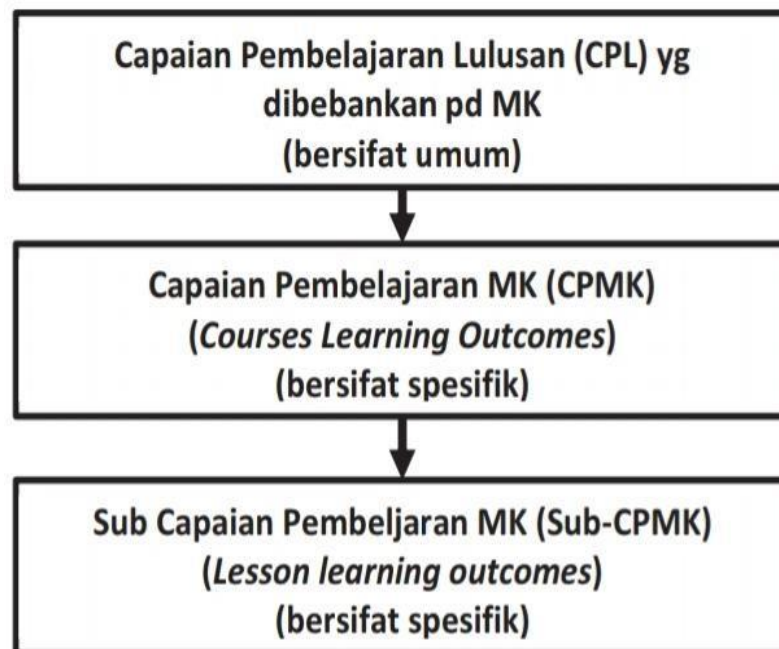 Capaian Pembelajaran Lulusan (CPL) yg
dibebankan pd MK
(bersifat umum)
Capaian Pembelajaran MK (CPMK)
(Courses Learning Outcomes)
(bersifat spesifik)
Sub Capaian Pembeljaran MK (Sub-CPMK)
(Lesson learning outcomes)
(bersifat spesifik)